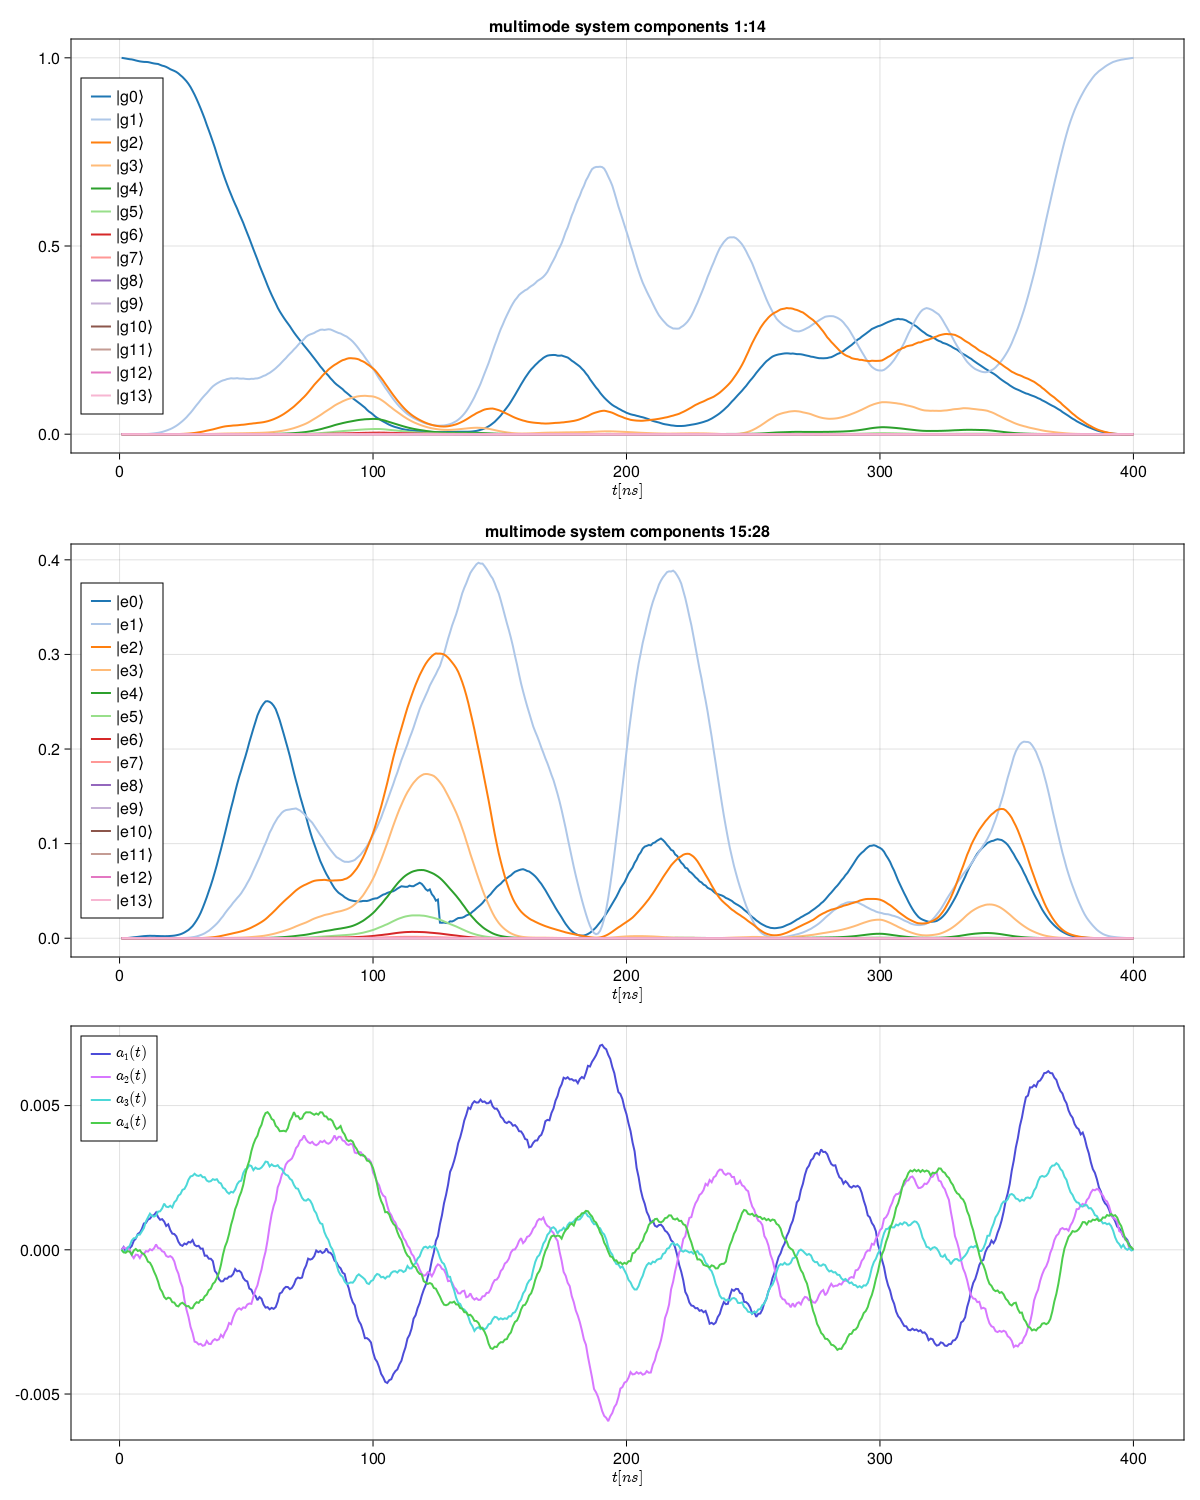 multimode system components 1:14
1.0
0.5
0.0
|g0⟩
|g1⟩
|g2⟩
|g3⟩
|g4⟩
|g5⟩
|g6⟩
|g7⟩
|g8⟩
|g9⟩
|g10⟩
|g11⟩
|g12⟩
|g13⟩
0 100 200 300 400
t[ns]
multimode system components 15:28
0.4
0.3
0.2
0.1
0.0
|e0⟩
|e1⟩
|e2⟩
|e3⟩
|e4⟩
|e5⟩
|e6⟩
|e7⟩
|e8⟩
|e9⟩
|e10⟩
|e11⟩
|e12⟩
|e13⟩
0 100 200 300 400
t[ns]
a₁(t)
a₂(t)
a₃(t)
a₄(t)
0.005
0.000
-0.005
0 100 200 300 400
t[ns]